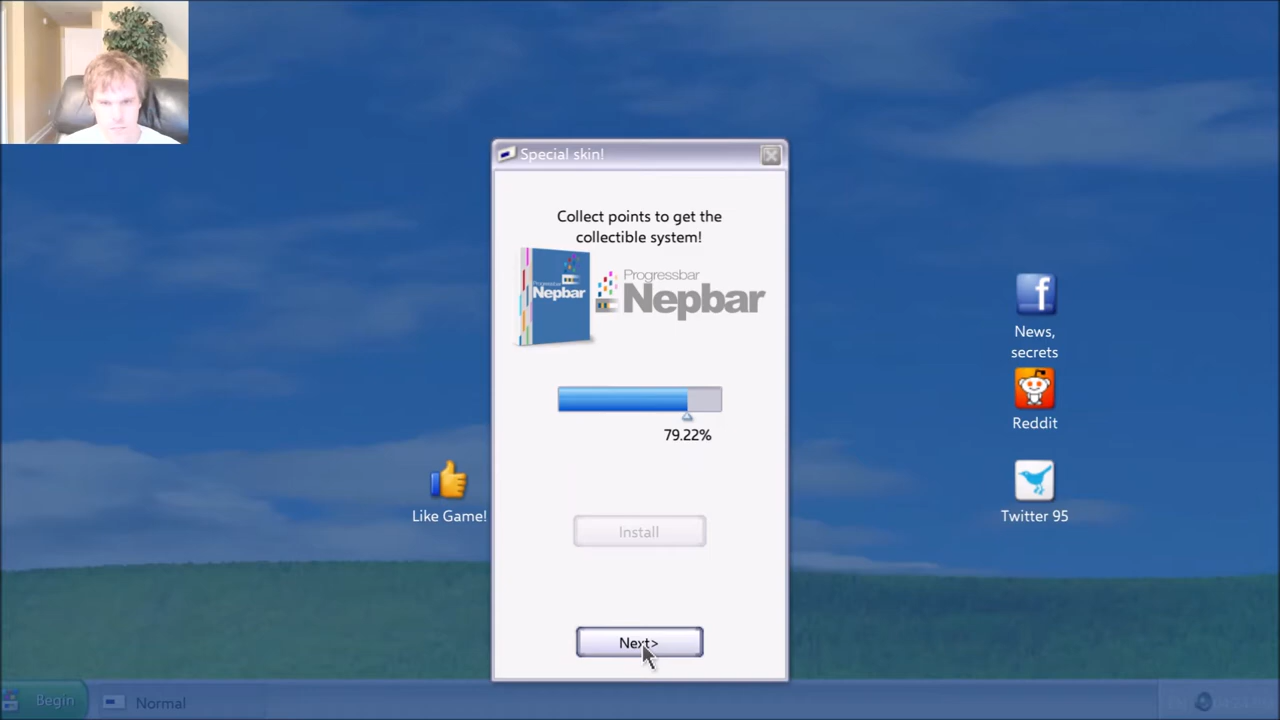 Special skin!
Collect points to get the
collectible system!
Progressbar
Nepbar
Progressbar
Nepbar
79.22%
Install
Next>
Like Game!
News,
secrets
Reddit
Twitter 95
Begin
Normal